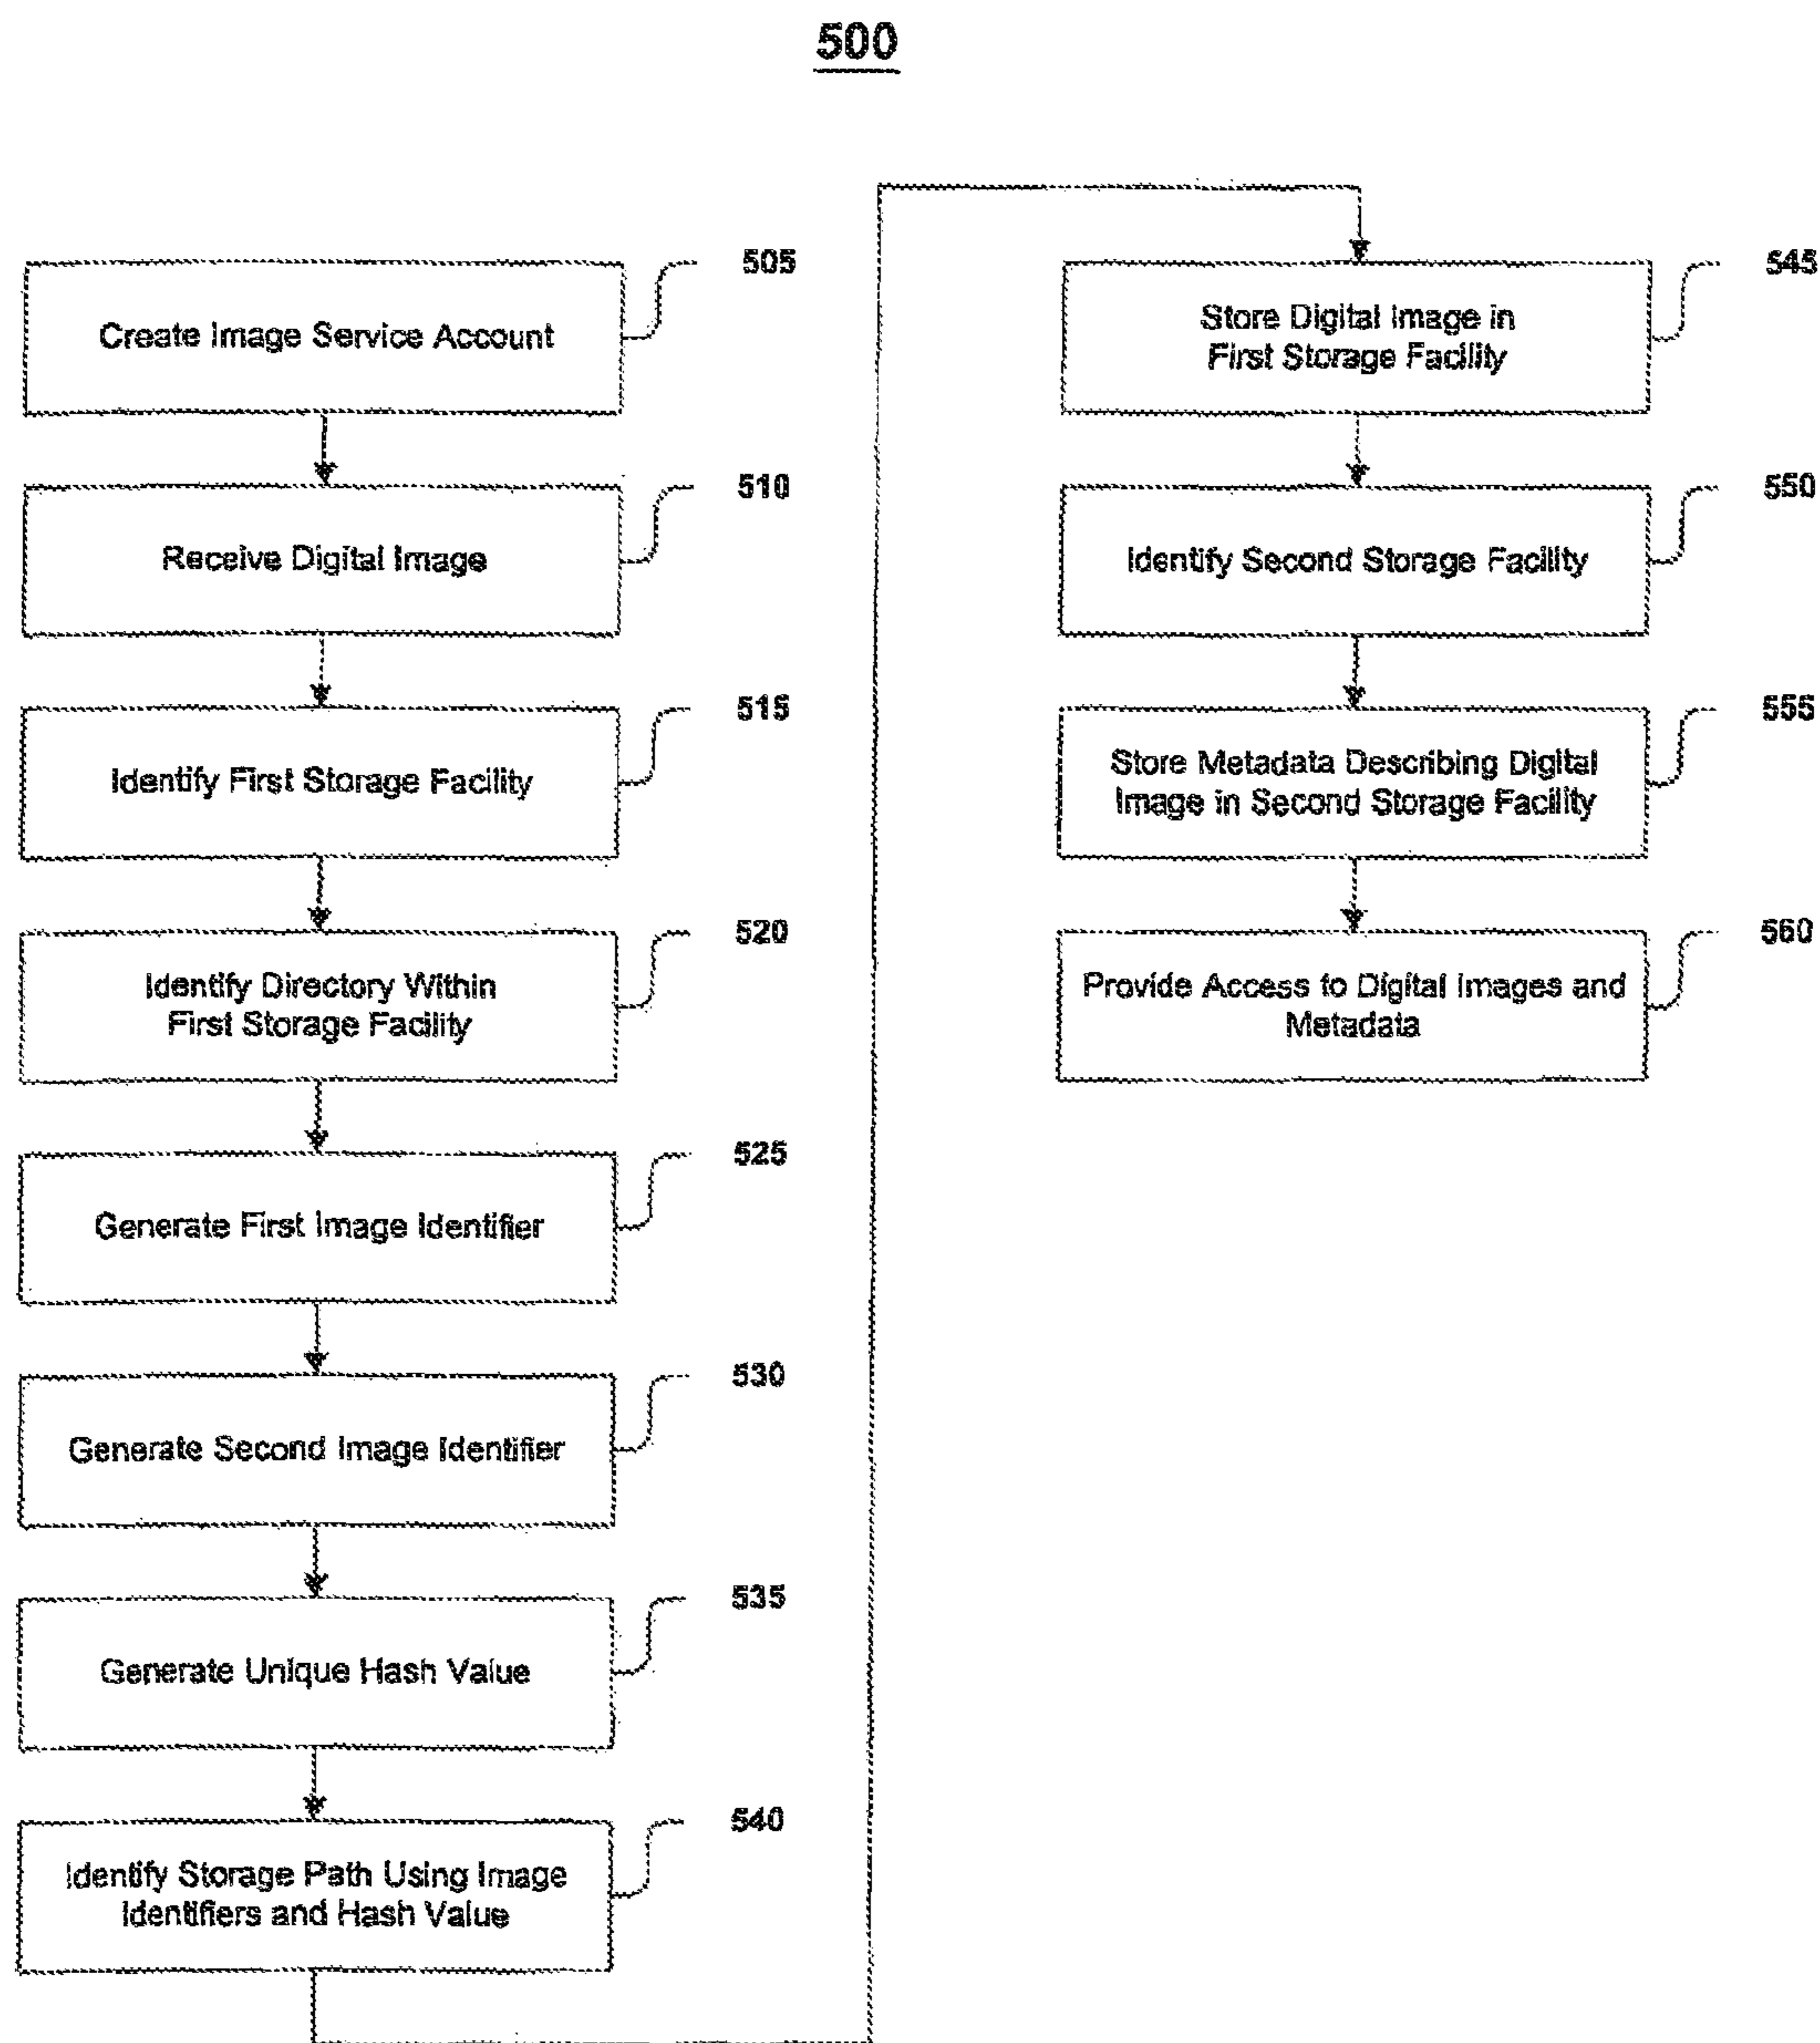 500
505
Create Image Service Account
510
Receive Digital Image
515
Identify First Storage Facility
520
Identify Directory Within
First Storage Facility
525
Generate First Image Identifier
530
Generate Second Image Identifier
535
Generate Unique Hash Value
540
Identify Storage Path Using Image
Identifiers and Hash Value
545
Store Digital Image in
First Storage Facility
550
Identify Second Storage Facility
555
Store Metadata Describing Digital
Image in Second Storage Facility
560
Provide Access to Digital Images and
Metadata